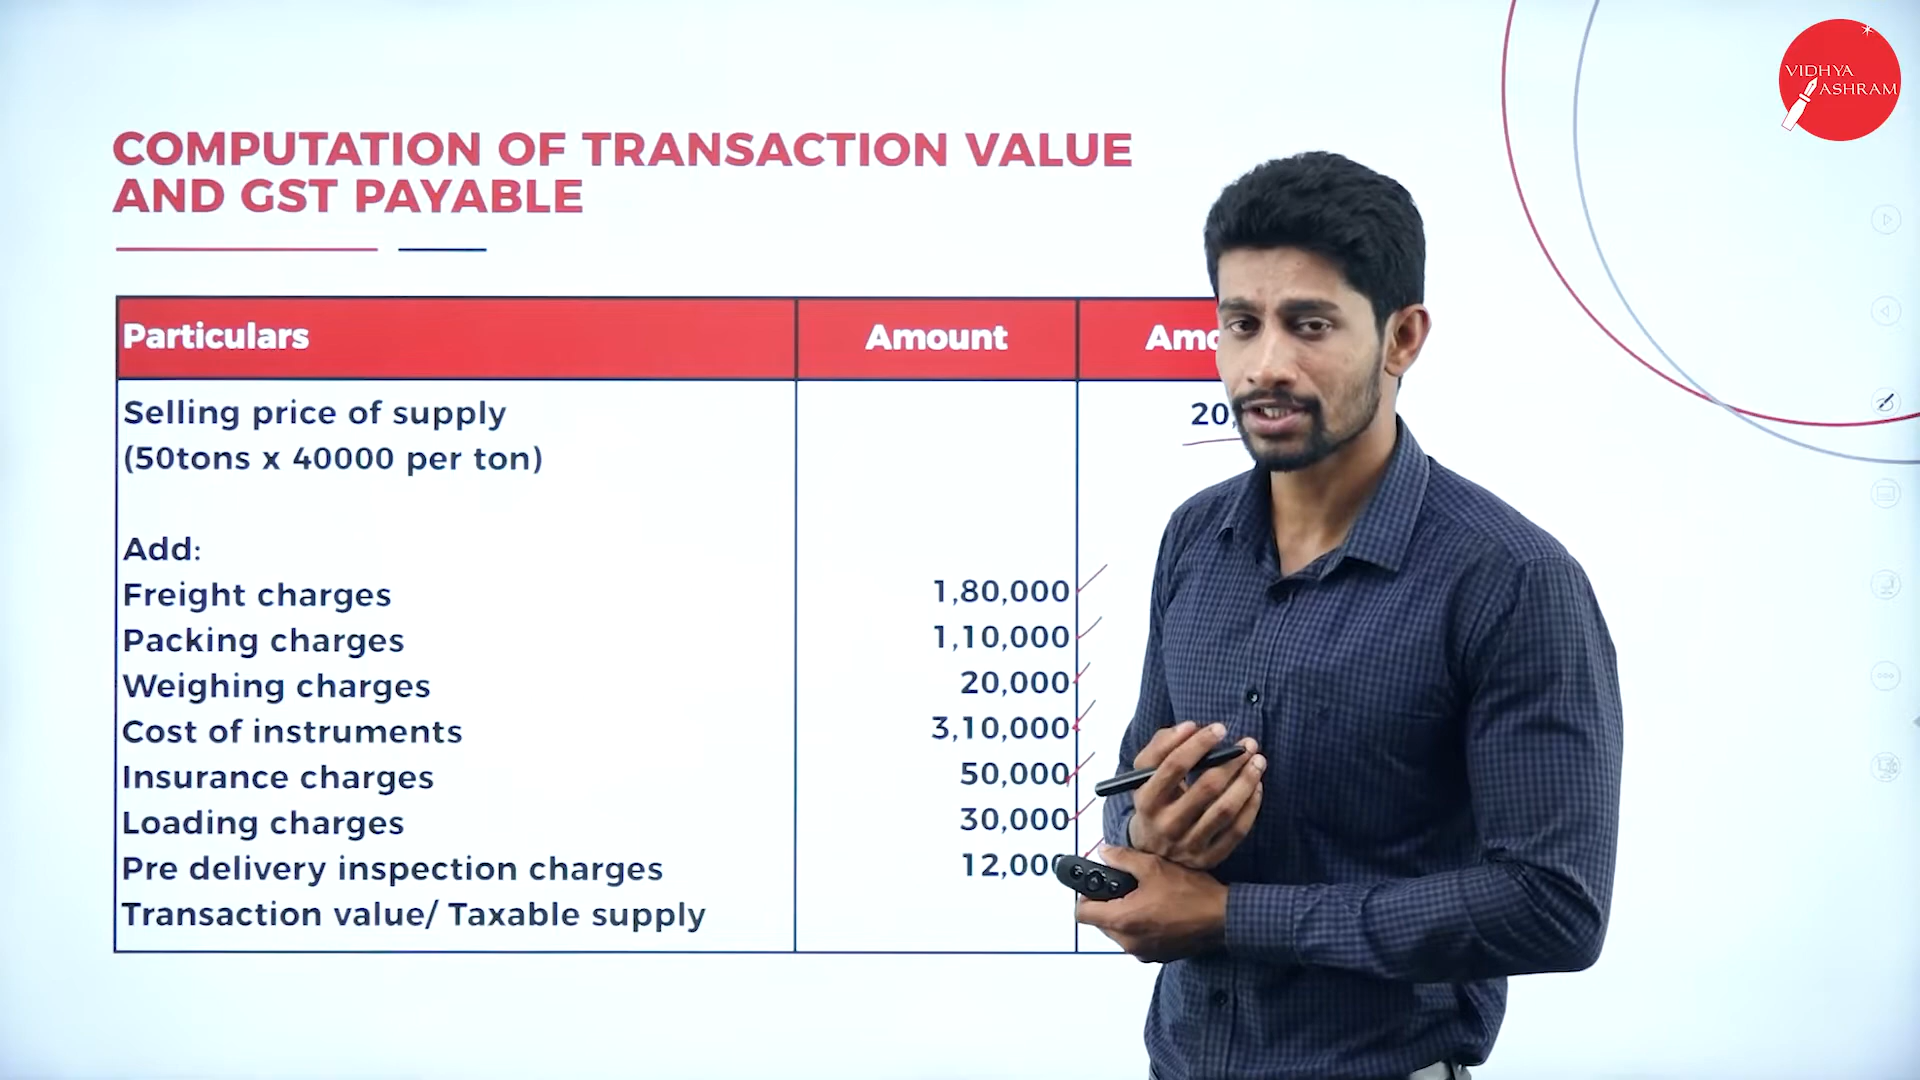 VIDHYA
ASHRAM
COMPUTATION OF TRANSACTION VALUE
AND GST PAYABLE
Particulars Amount
Selling price of supply
(50tons x 40000 per ton)
Add:
Freight charges 1,80,000
Packing charges 1,10,000
Weighing charges 20,000
Cost of instruments 3,10,000
Insurance charges 50,000
Loading charges 30,000
Pre delivery inspection charges
Transaction value/ Taxable supply